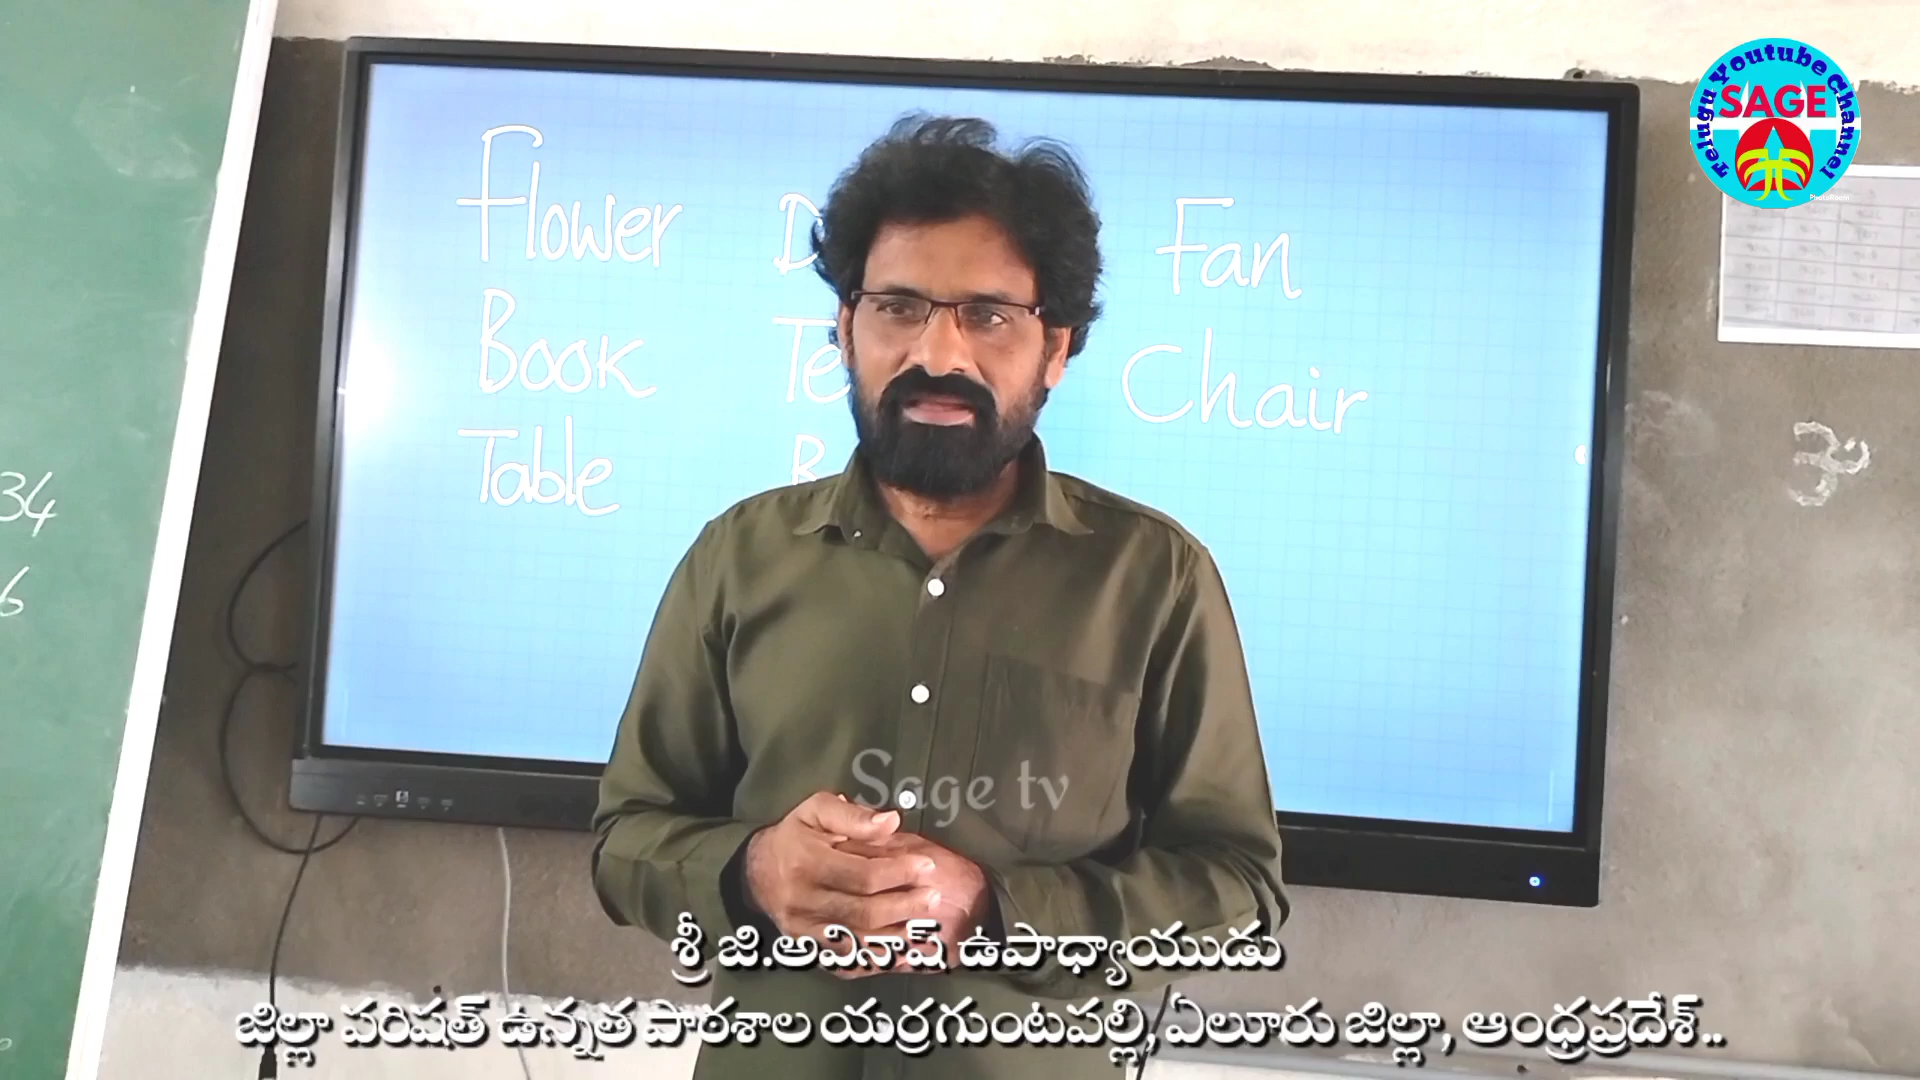 Telugu Youtube Channel
SAGE
PhotoRoom
Flower
Fan
Book
Chair
Table
34
6
Sage tv
శ్రీ జి.అవినాష్ ఉపాధ్యాయుడు
జిల్లా పరిషత్ ఉన్నత పాఠశాల యర్రగుంటపల్లి, ఏలూరు జిల్లా, ఆంధ్రప్రదేశ్..